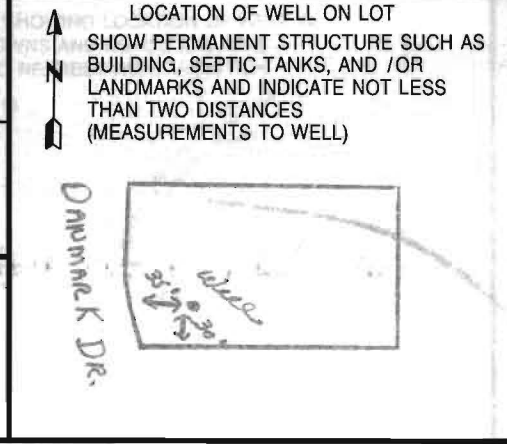 LOCATION OF WELL ON LOT
SHOW PERMANENT STRUCTURE SUCH AS
BUILDING, SEPTIC TANKS, AND /OR
LANDMARKS AND INDICATE NOT LESS
THAN TWO DISTANCES
(MEASUREMENTS TO WELL)
N
DANMARK DR.
Well
35'
30'